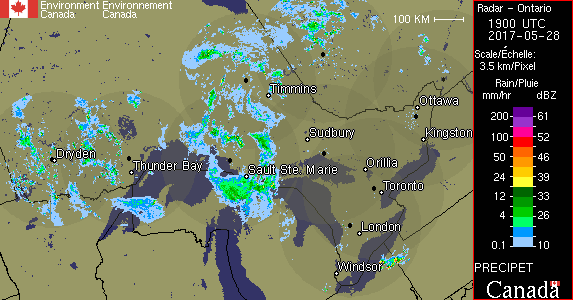 Environment Environnement
Canada Canada
100 KM
Timmins
Ottawa
Sudbury
Kingston
Dryden
Thunder Bay
Sault Ste. Marie
Orillia
Toronto
London
Windsor
Radar - Ontario
1900 UTC
2017-05-28
Scale/Échelle:
3.5 km/Pixel
Rain/Pluie
mm/hr dBZ
200 61
100 52
50 46
24 39
12 33
4 26
0.1 10
PRECIPET
Canada